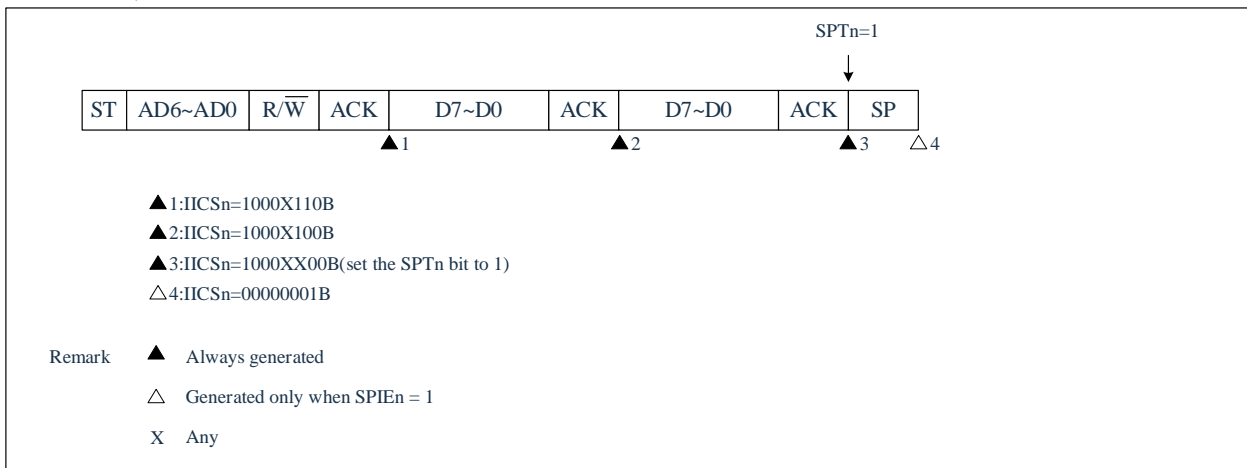 SPTn=1
ST AD6~AD0 R/W̅ ACK D7~D0 ACK D7~D0 ACK SP
▲1 ▲2 ▲3 △4
▲1:IICSn=1000X110B
▲2:IICSn=1000X100B
▲3:IICSn=1000XX00B(set the SPTn bit to 1)
△4:IICSn=00000001B
Remark ▲ Always generated
△ Generated only when SPIEn = 1
X Any